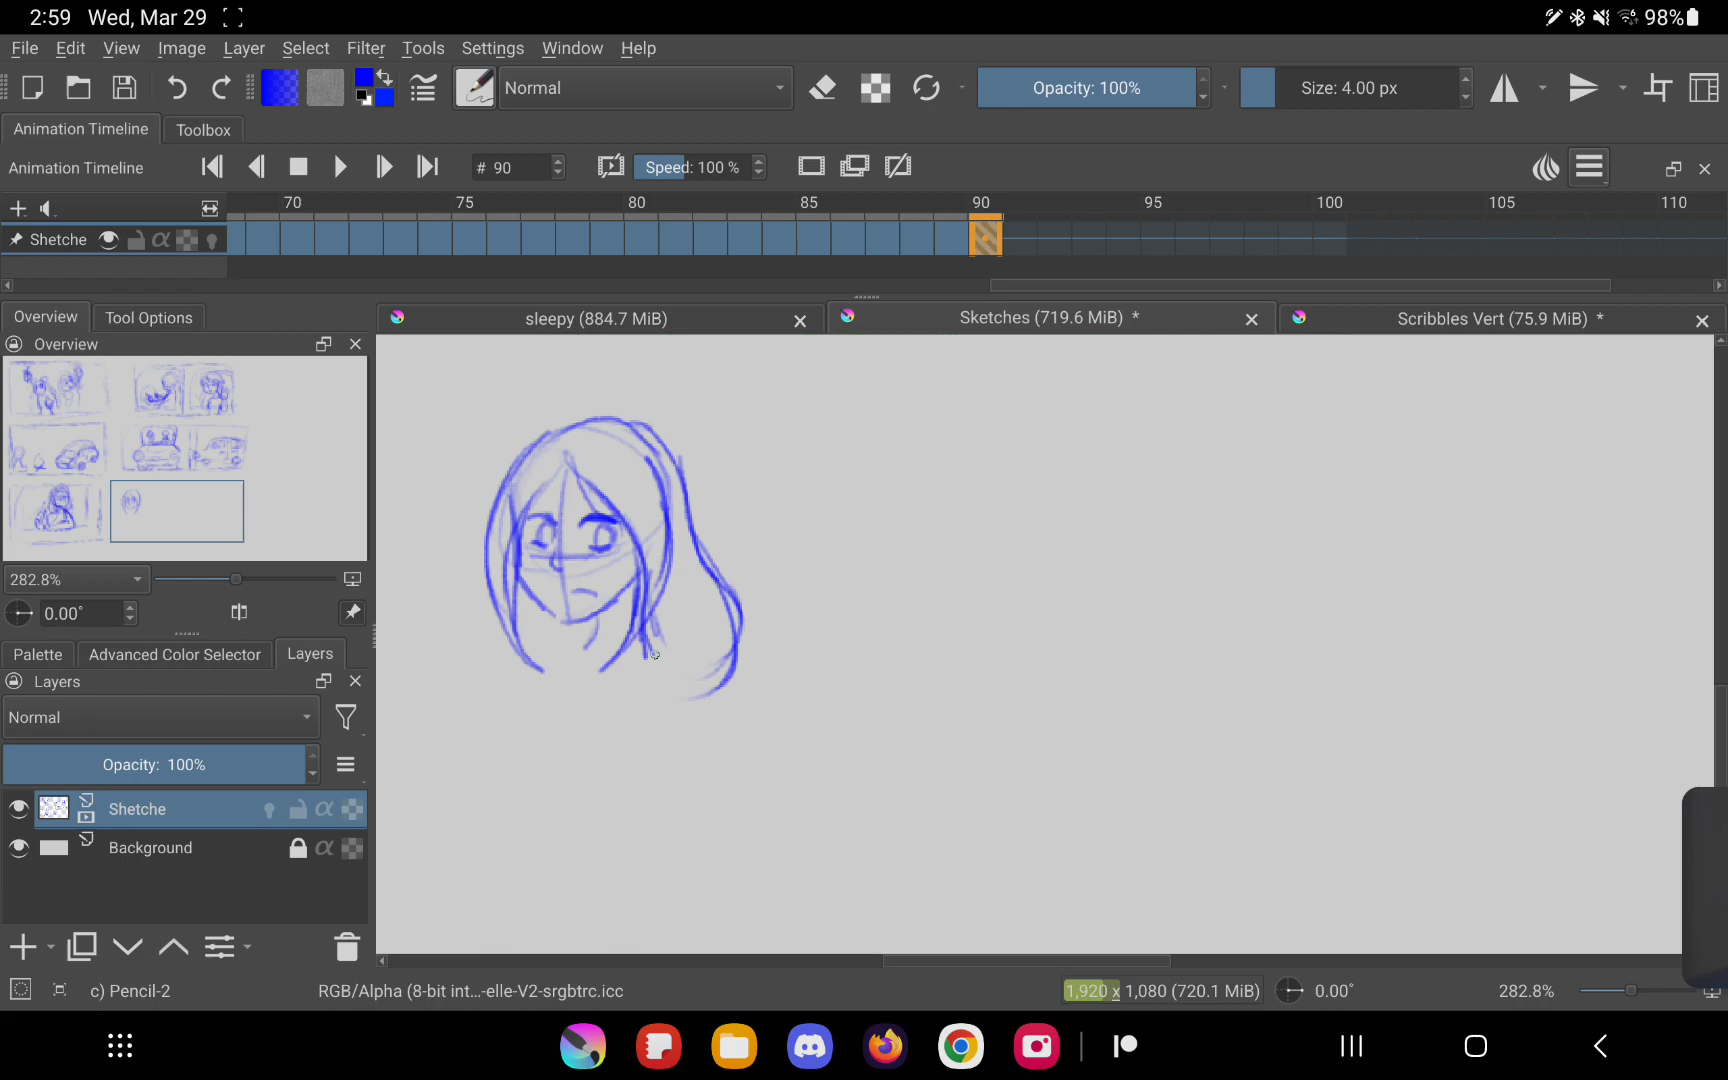 2:59 Wed, Mar 29 98%
File Edit View Image Layer Select Filter Tools Settings Window Help
Normal Opacity: 100% Size: 4.00 px
Animation Timeline Toolbox
Animation Timeline # 90 Speed: 100 %
70 75 80 85 90 95 100 105 110
Shetche
Overview Tool Options sleepy (884.7 MiB) Sketches (719.6 MiB) * Scribbles Vert (75.9 MiB) *
Overview
282.8%
0.00°
Palette Advanced Color Selector Layers
Layers
Normal
Opacity: 100%
Shetche
Background
c) Pencil-2 RGB/Alpha (8-bit int...-elle-V2-srgbtrc.icc 1,920 x 1,080 (720.1 MiB) 0.00° 282.8%